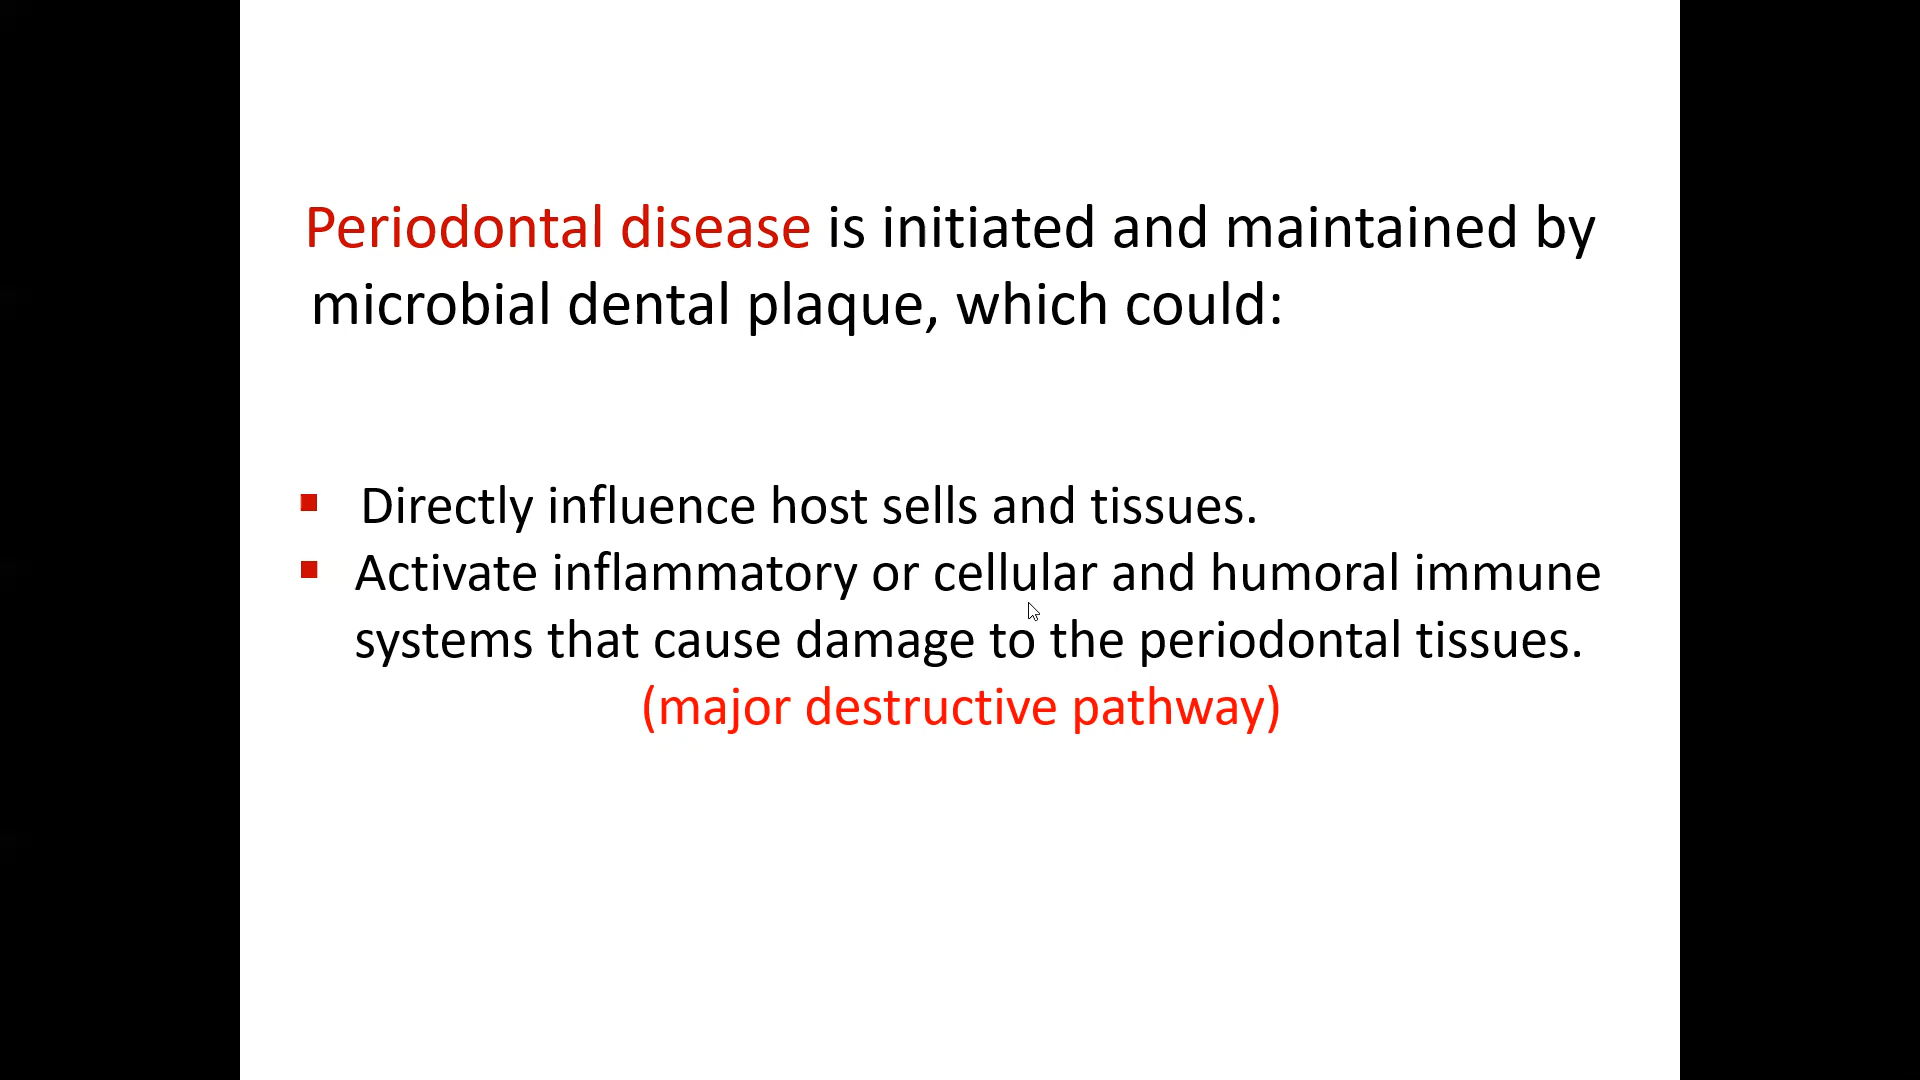 Periodontal disease is initiated and maintained by
microbial dental plaque, which could:
▪ Directly influence host sells and tissues.
▪ Activate inflammatory or cellular and humoral immune
systems that cause damage to the periodontal tissues.
(major destructive pathway)